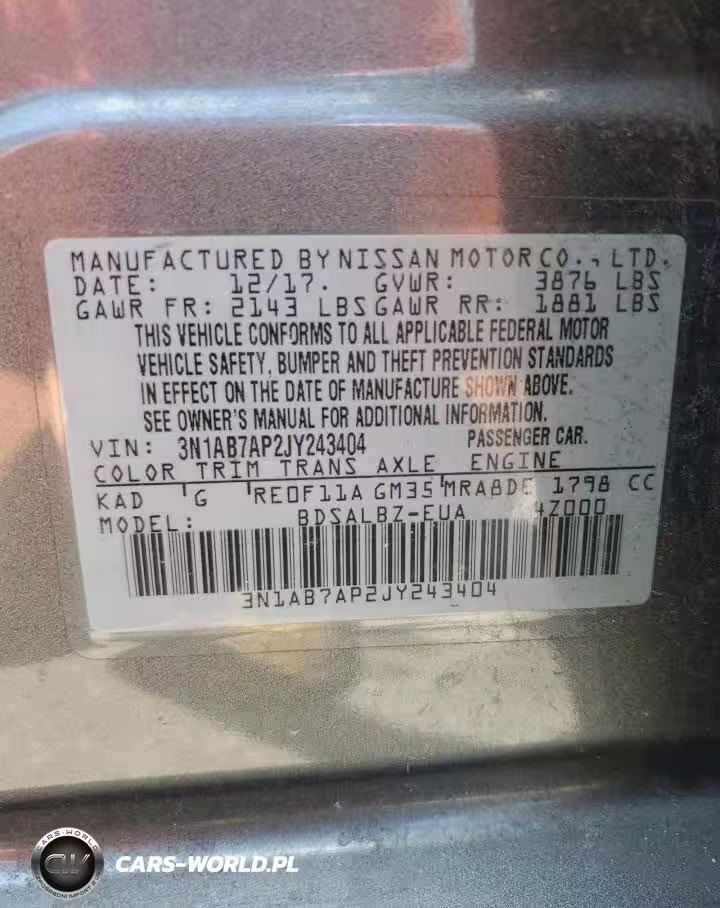 MANUFACTURED BY NISSAN MOTOR CO., LTD.
DATE: 12/17. GVWR: 3876 LBS
GAWR FR: 2143 LBS GAWR RR: 1881 LBS
THIS VEHICLE CONFORMS TO ALL APPLICABLE FEDERAL MOTOR
VEHICLE SAFETY, BUMPER AND THEFT PREVENTION STANDARDS
IN EFFECT ON THE DATE OF MANUFACTURE SHOWN ABOVE.
SEE OWNER'S MANUAL FOR ADDITIONAL INFORMATION.
VIN: 3N1AB7AP2JY243404 PASSENGER CAR.
COLOR TRIM TRANS AXLE ENGINE
KAD G RE0F11A GM35 MRA8DE 1798 CC
MODEL: BDSALBZ-EUA 4Z000
3N1AB7AP2JY243404
CARS-WORLD
CW
CARS-WORLD.PL